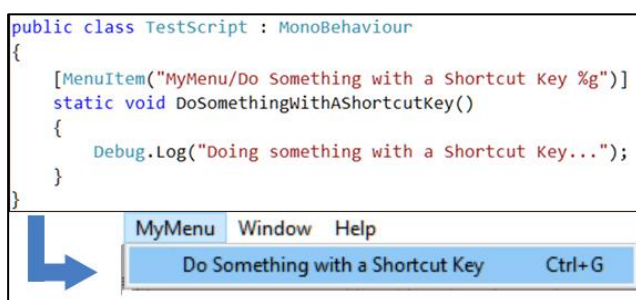 public class TestScript : MonoBehaviour
{
[MenuItem("MyMenu/Do Something with a Shortcut Key %g")]
static void DoSomethingWithAShortcutKey()
{
Debug.Log("Doing something with a Shortcut Key...");
}
}
MyMenu Window Help
Do Something with a Shortcut Key Ctrl+G